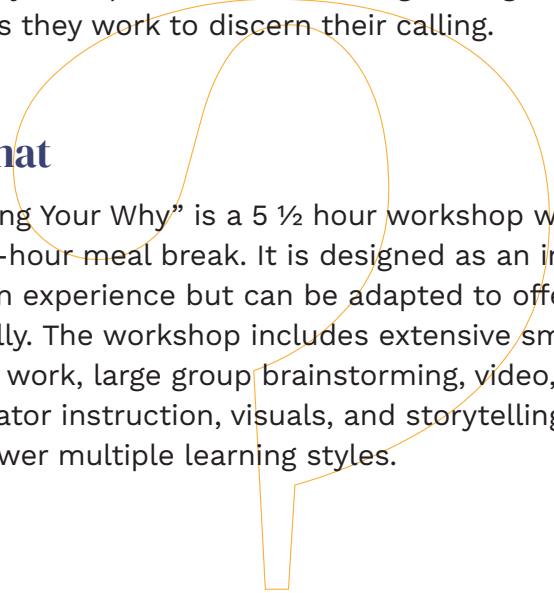 s they work to discern their calling.
nat
ng Your Why” is a 5 ½ hour workshop w
-hour meal break. It is designed as an in
n experience but can be adapted to offe
lly. The workshop includes extensive sm
work, large group brainstorming, video,
ator instruction, visuals, and storytelling
wer multiple learning styles.